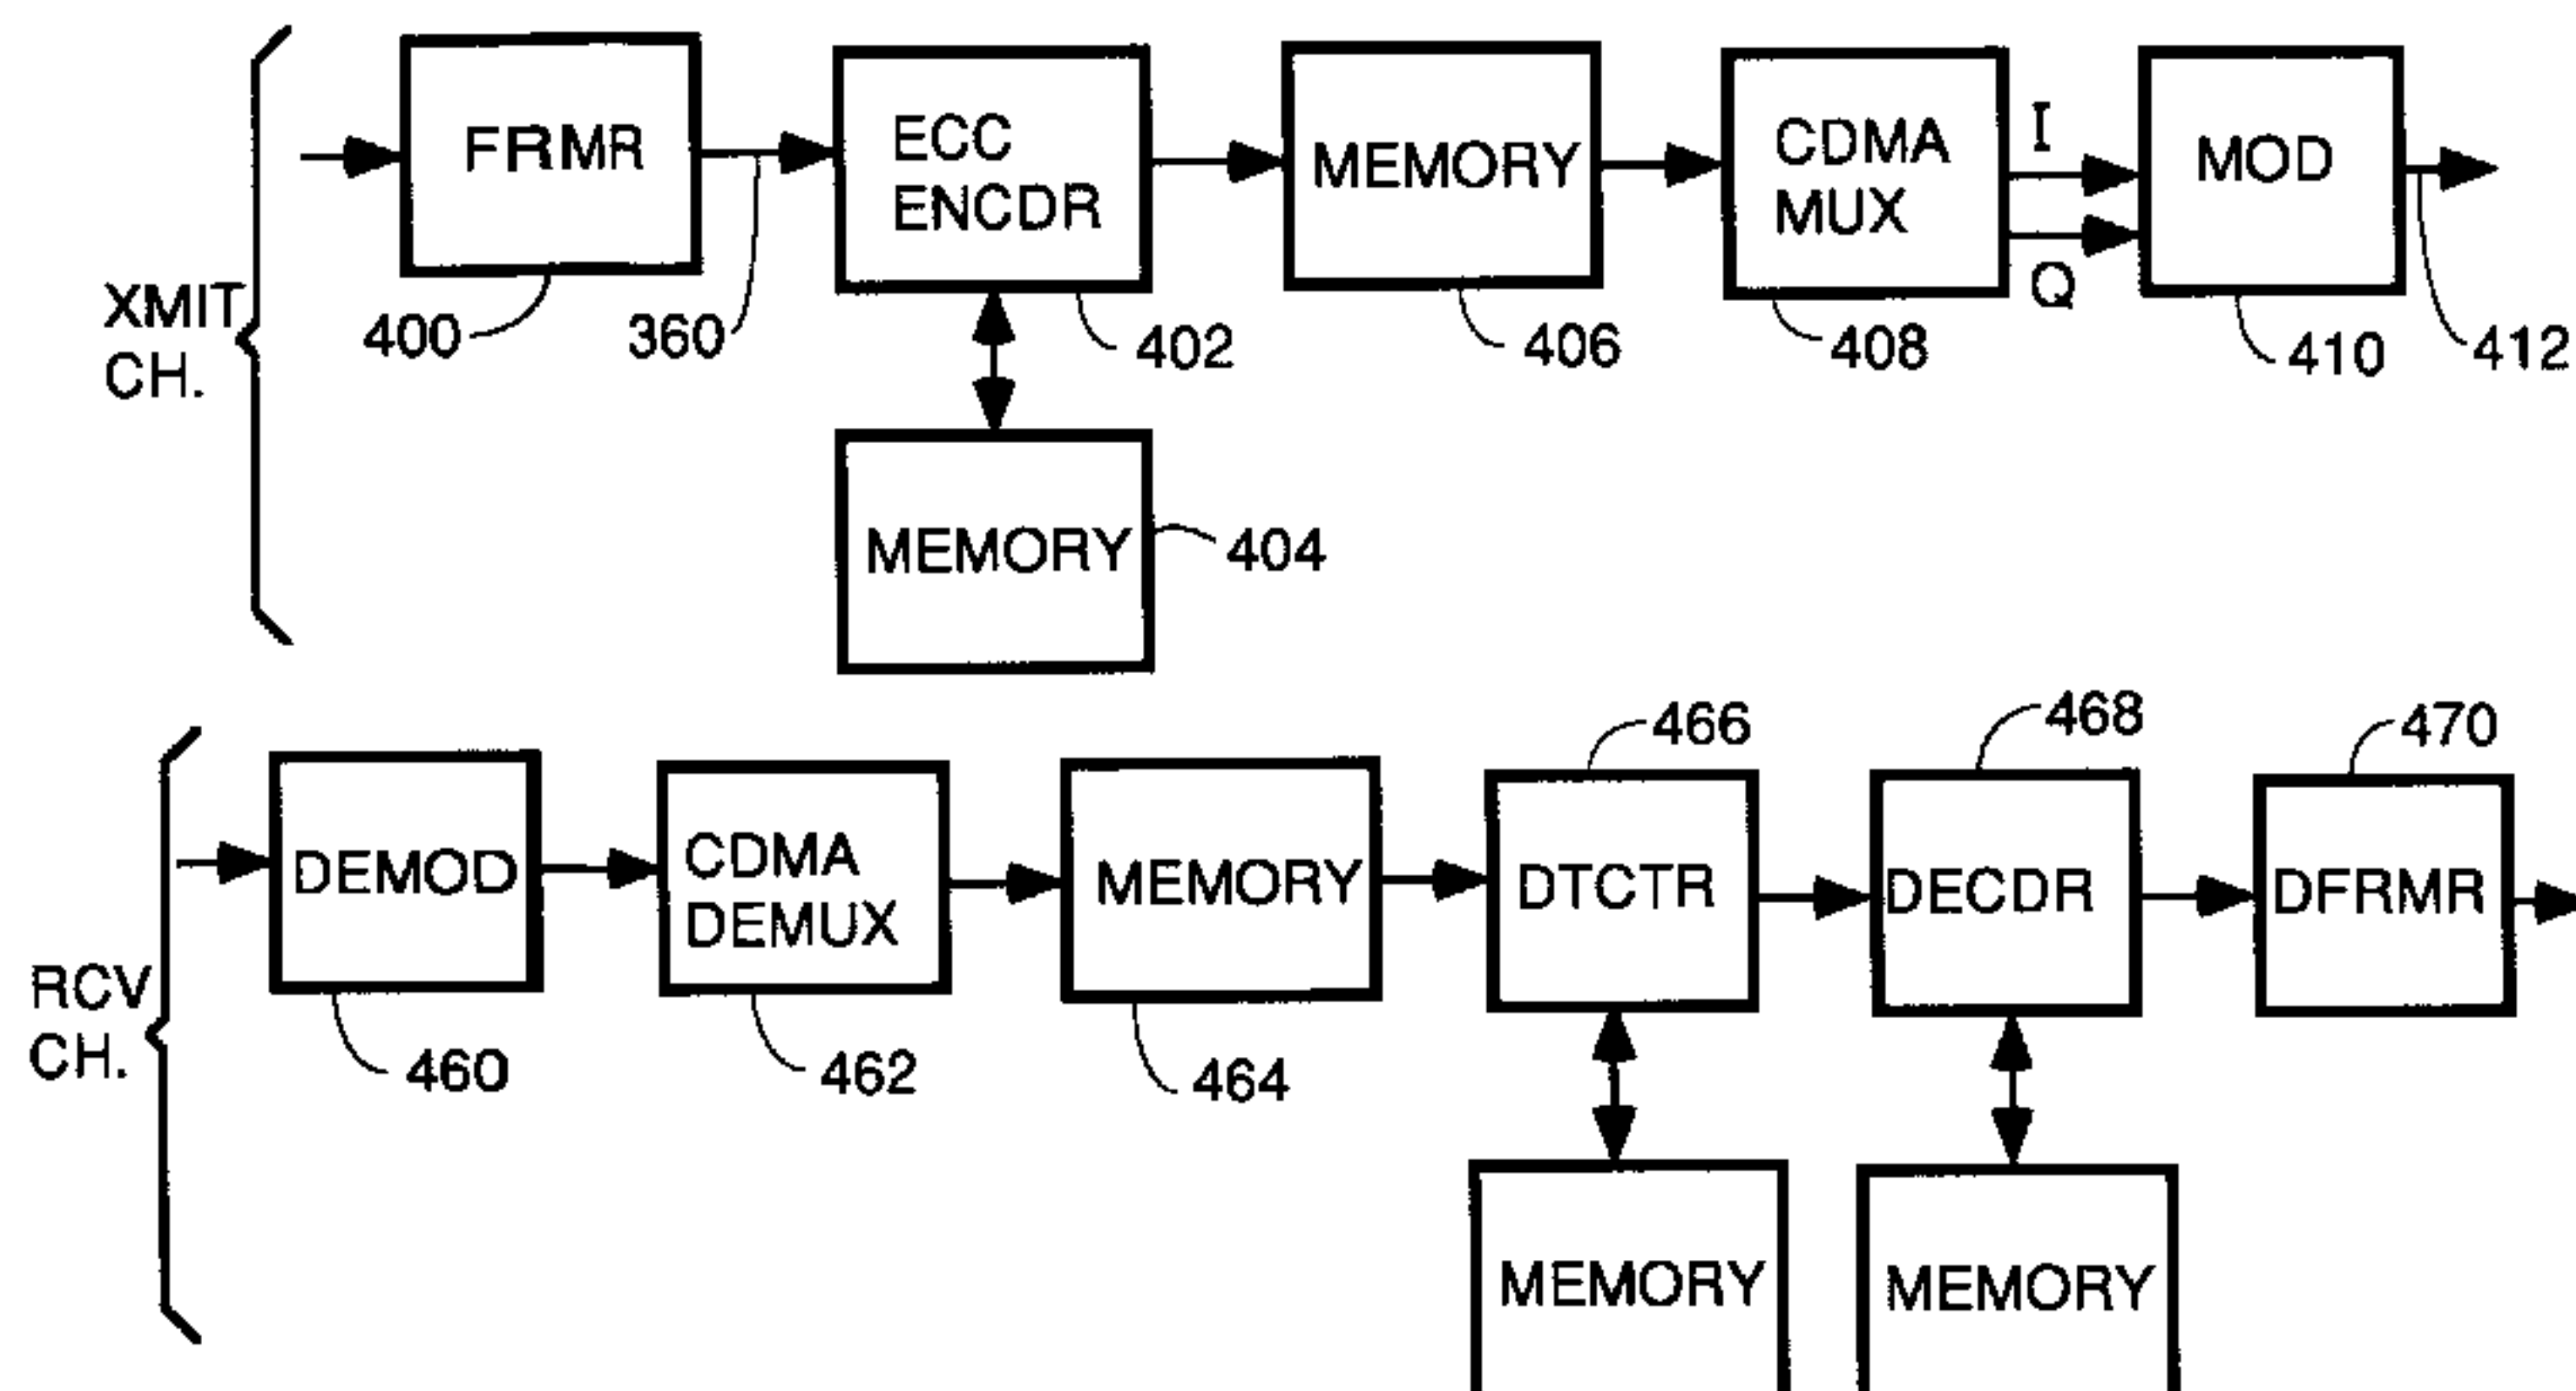 XMIT
CH.
FRMR
400
360
ECC
ENCDR
402
MEMORY
404
MEMORY
406
CDMA
MUX
408
I
Q
MOD
410
412
RCV
CH.
DEMOD
460
CDMA
DEMUX
462
MEMORY
464
DTCTR
466
MEMORY
DECDR
468
MEMORY
DFRMR
470